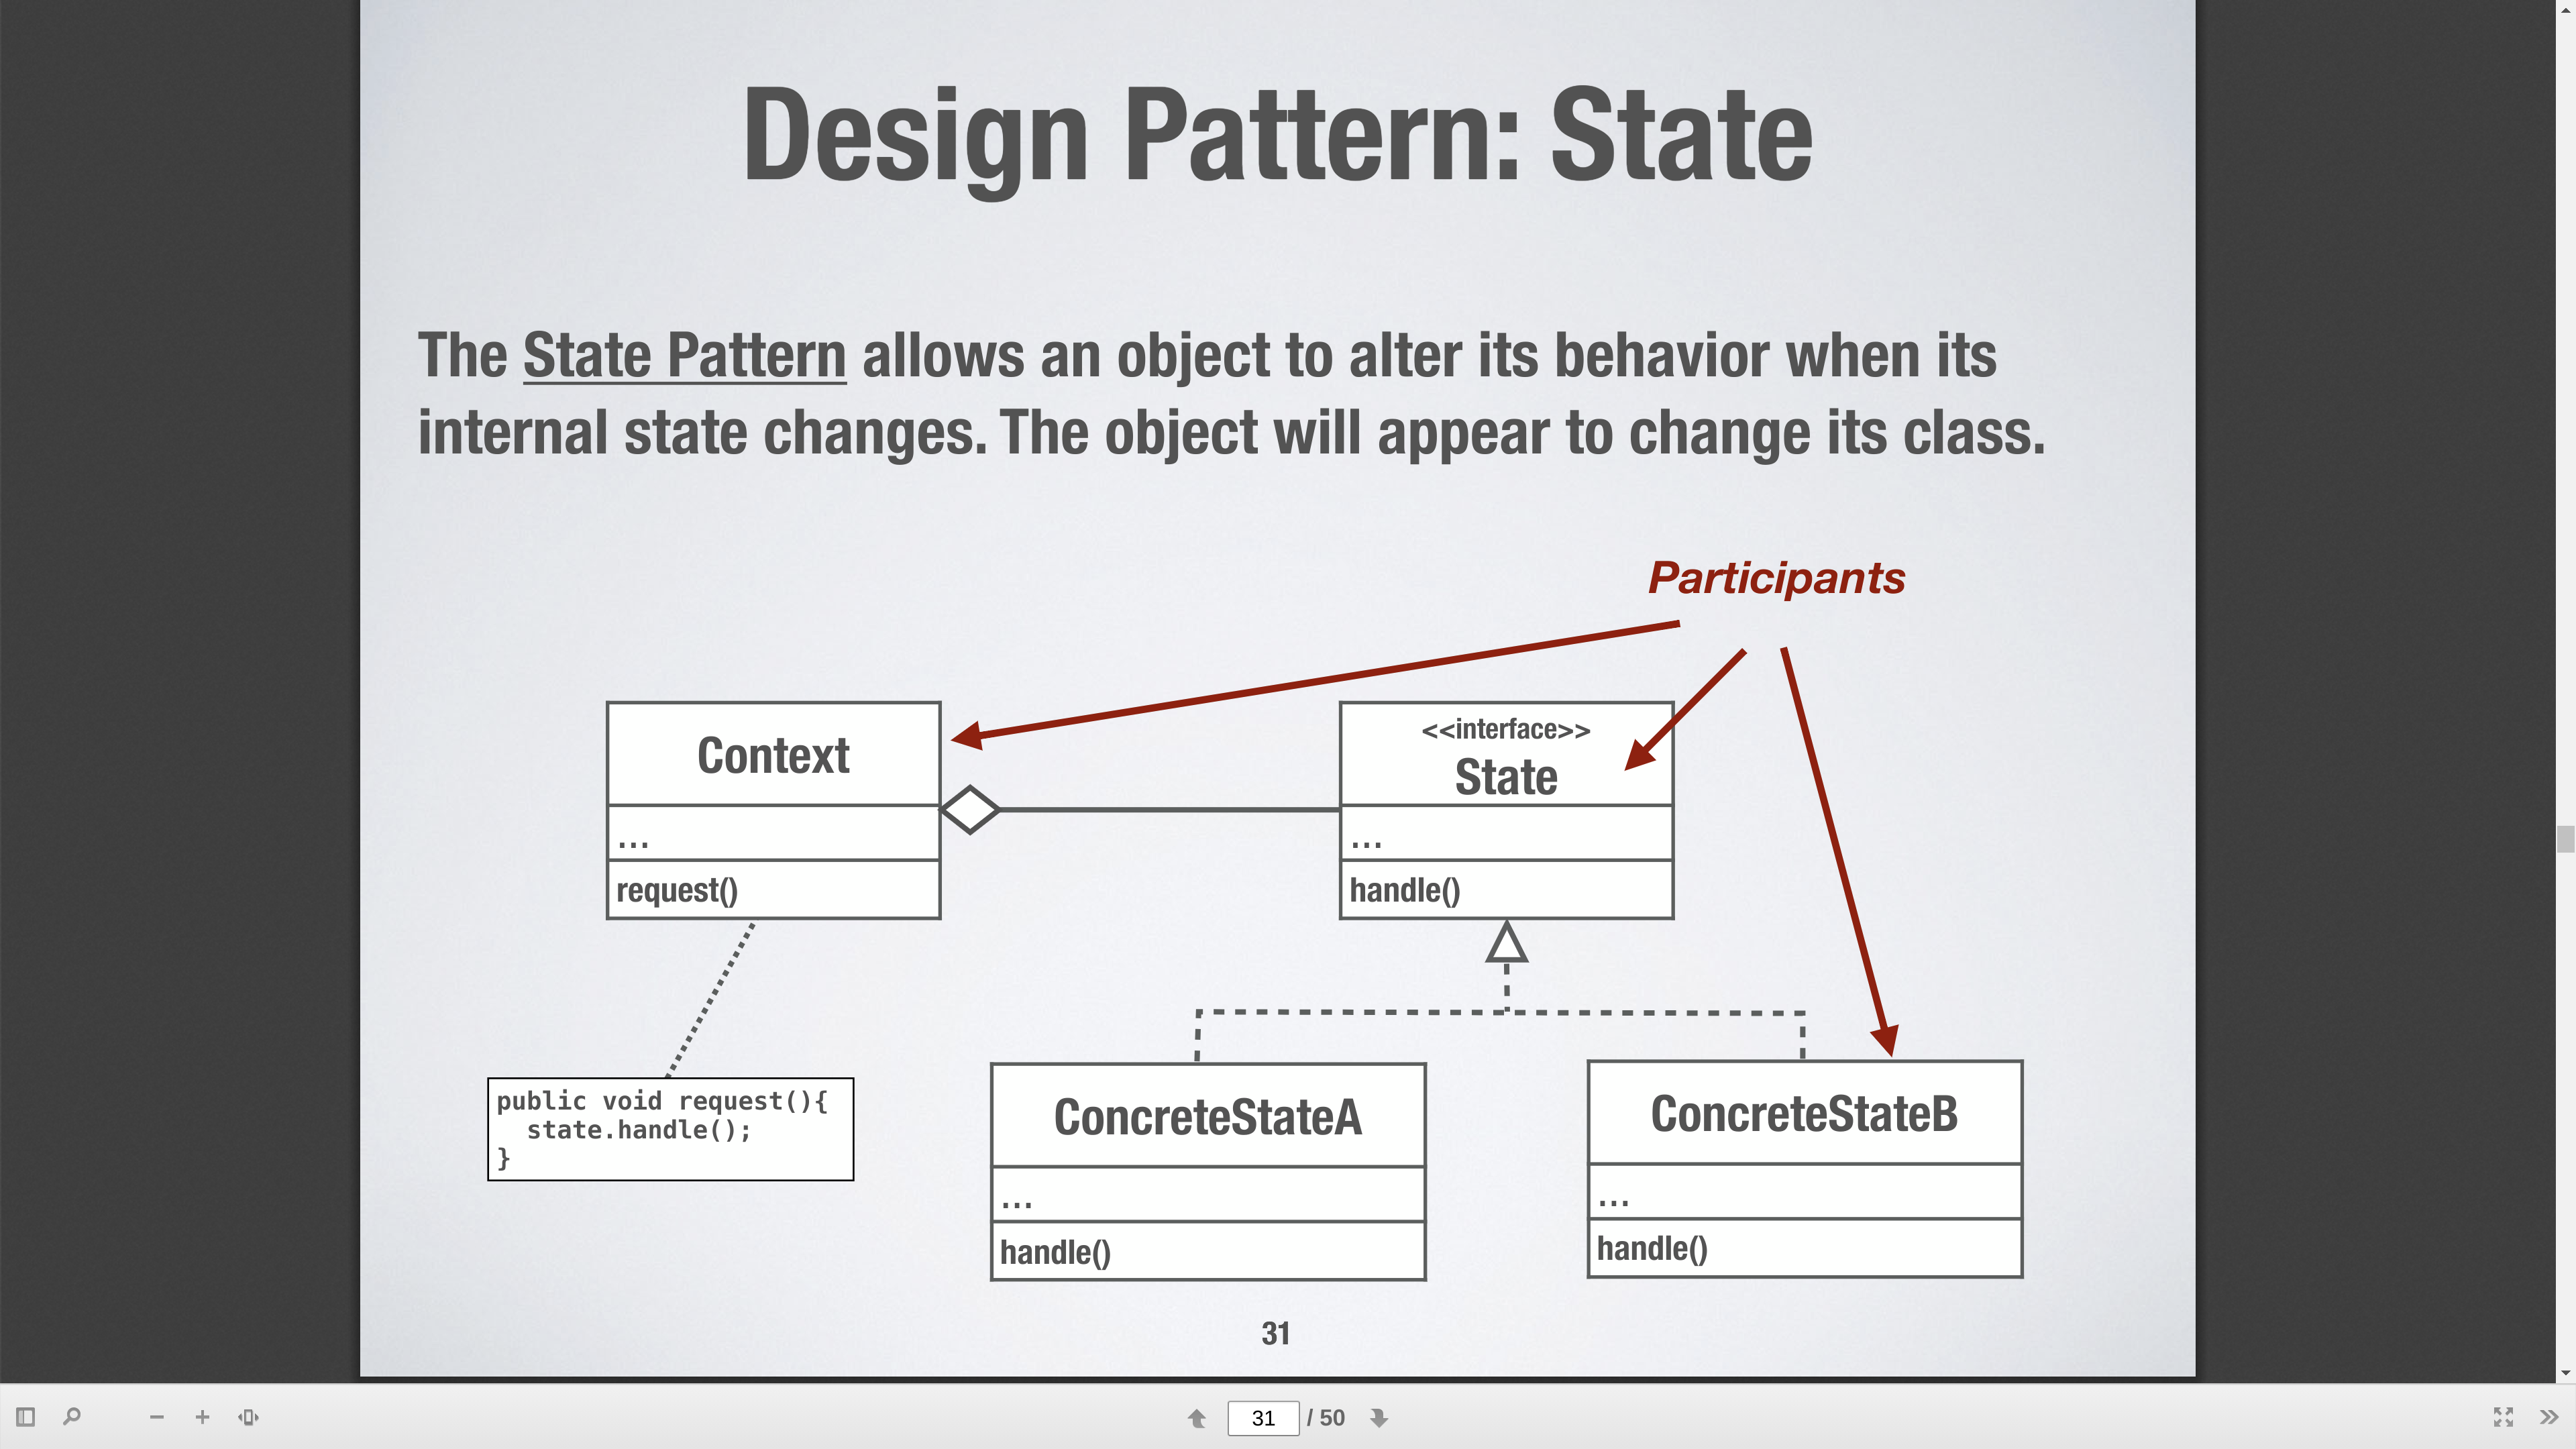 Design Pattern: State
The State Pattern allows an object to alter its behavior when its
internal state changes. The object will appear to change its class.
Participants
Context
...
request()
<<interface>>
State
...
handle()
public void request(){
  state.handle();
}
ConcreteStateA
...
handle()
ConcreteStateB
...
handle()
31
31 / 50